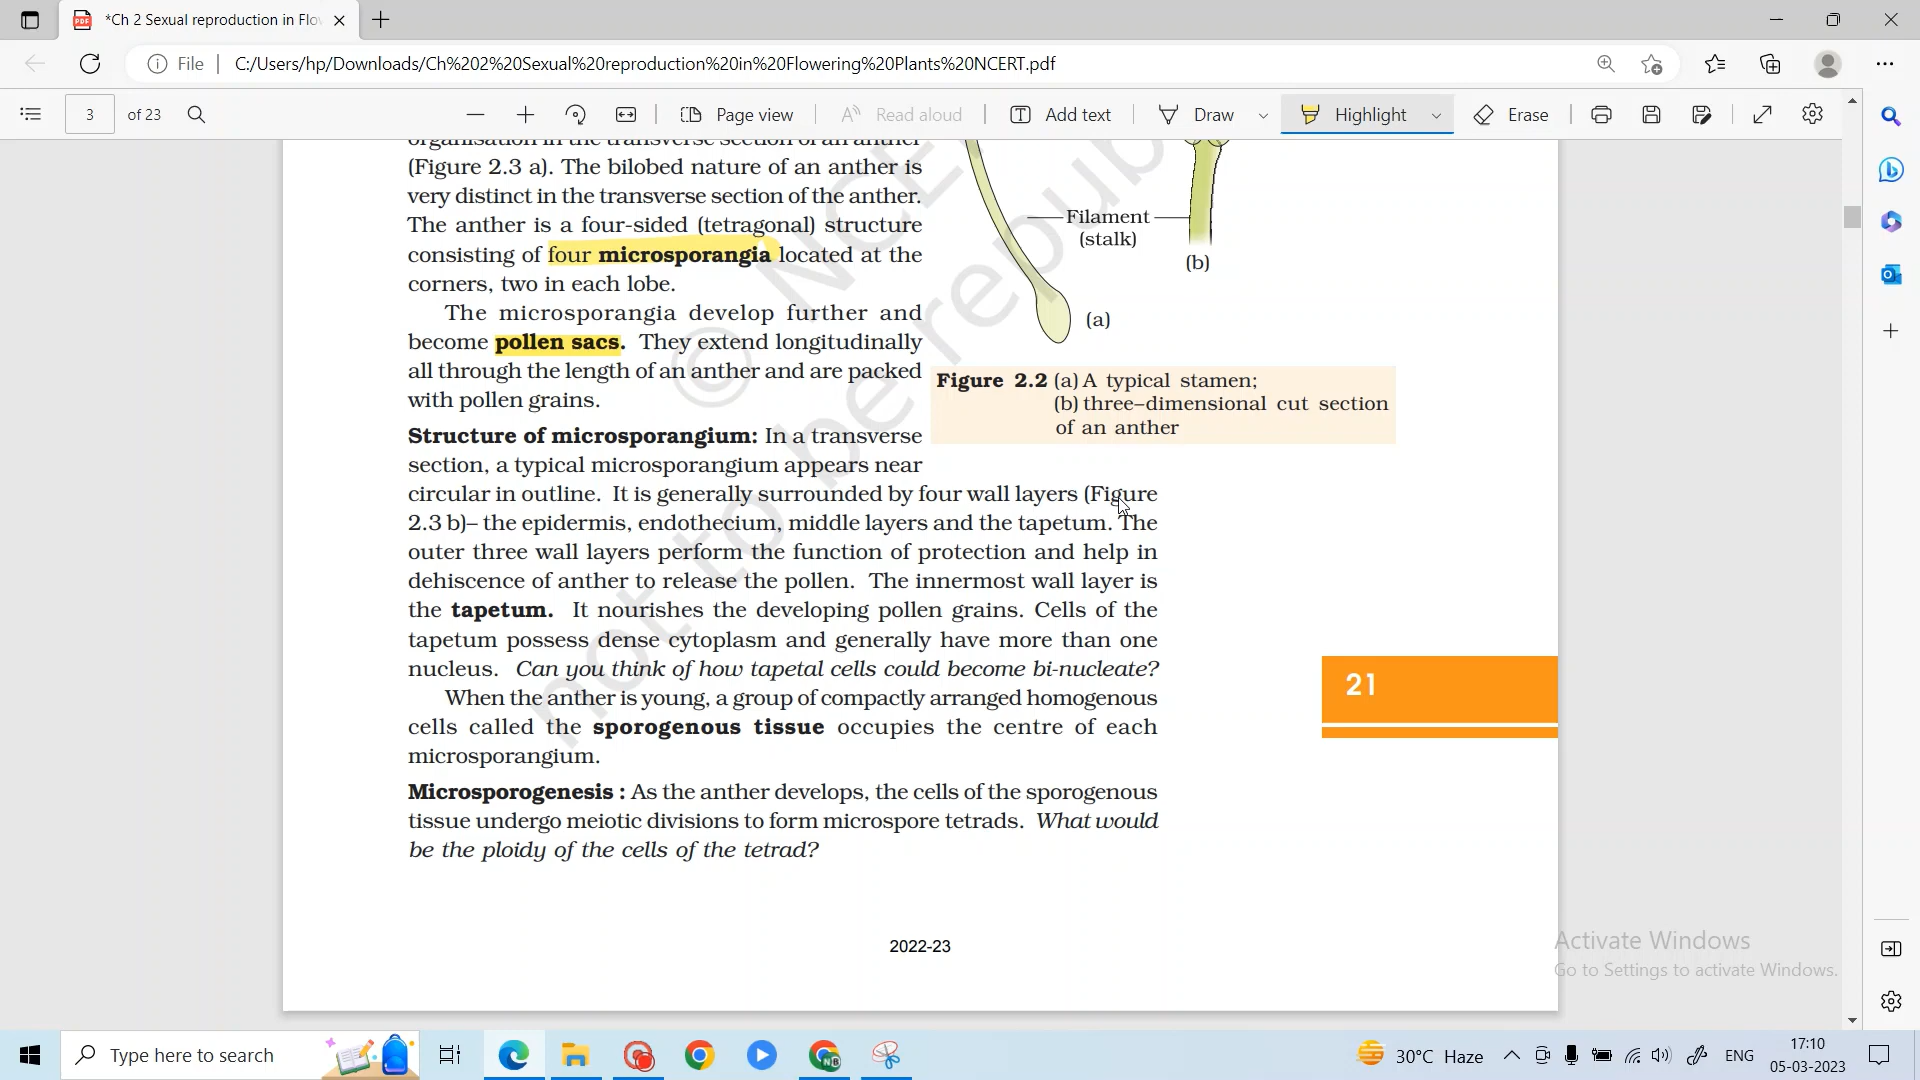 *Ch 2 Sexual reproduction in Flo
File
C:/Users/hp/Downloads/Ch%202%20Sexual%20reproduction%20in%20Flowering%20Plants%20NCERT.pdf
3 of 23
Page view
Read aloud
Add text
Draw
Highlight
Erase
organisation in the transverse section of an anther
(Figure 2.3 a). The bilobed nature of an anther is
very distinct in the transverse section of the anther.
The anther is a four-sided (tetragonal) structure
consisting of four microsporangia located at the
corners, two in each lobe.
The microsporangia develop further and
become pollen sacs. They extend longitudinally
all through the length of an anther and are packed
with pollen grains.
Filament
(stalk)
(b)
(a)
Figure 2.2 (a) A typical stamen;
(b) three–dimensional cut section
of an anther
Structure of microsporangium: In a transverse
section, a typical microsporangium appears near
circular in outline. It is generally surrounded by four wall layers (Figure
2.3 b)– the epidermis, endothecium, middle layers and the tapetum. The
outer three wall layers perform the function of protection and help in
dehiscence of anther to release the pollen. The innermost wall layer is
the tapetum. It nourishes the developing pollen grains. Cells of the
tapetum possess dense cytoplasm and generally have more than one
nucleus. Can you think of how tapetal cells could become bi-nucleate?
When the anther is young, a group of compactly arranged homogenous
cells called the sporogenous tissue occupies the centre of each
microsporangium.
Microsporogenesis : As the anther develops, the cells of the sporogenous
tissue undergo meiotic divisions to form microspore tetrads. What would
be the ploidy of the cells of the tetrad?
21
2022-23
© NCE
not to be repub
Activate Windows
Go to Settings to activate Windows.
Type here to search
30°C Haze
ENG
17:10
05-03-2023